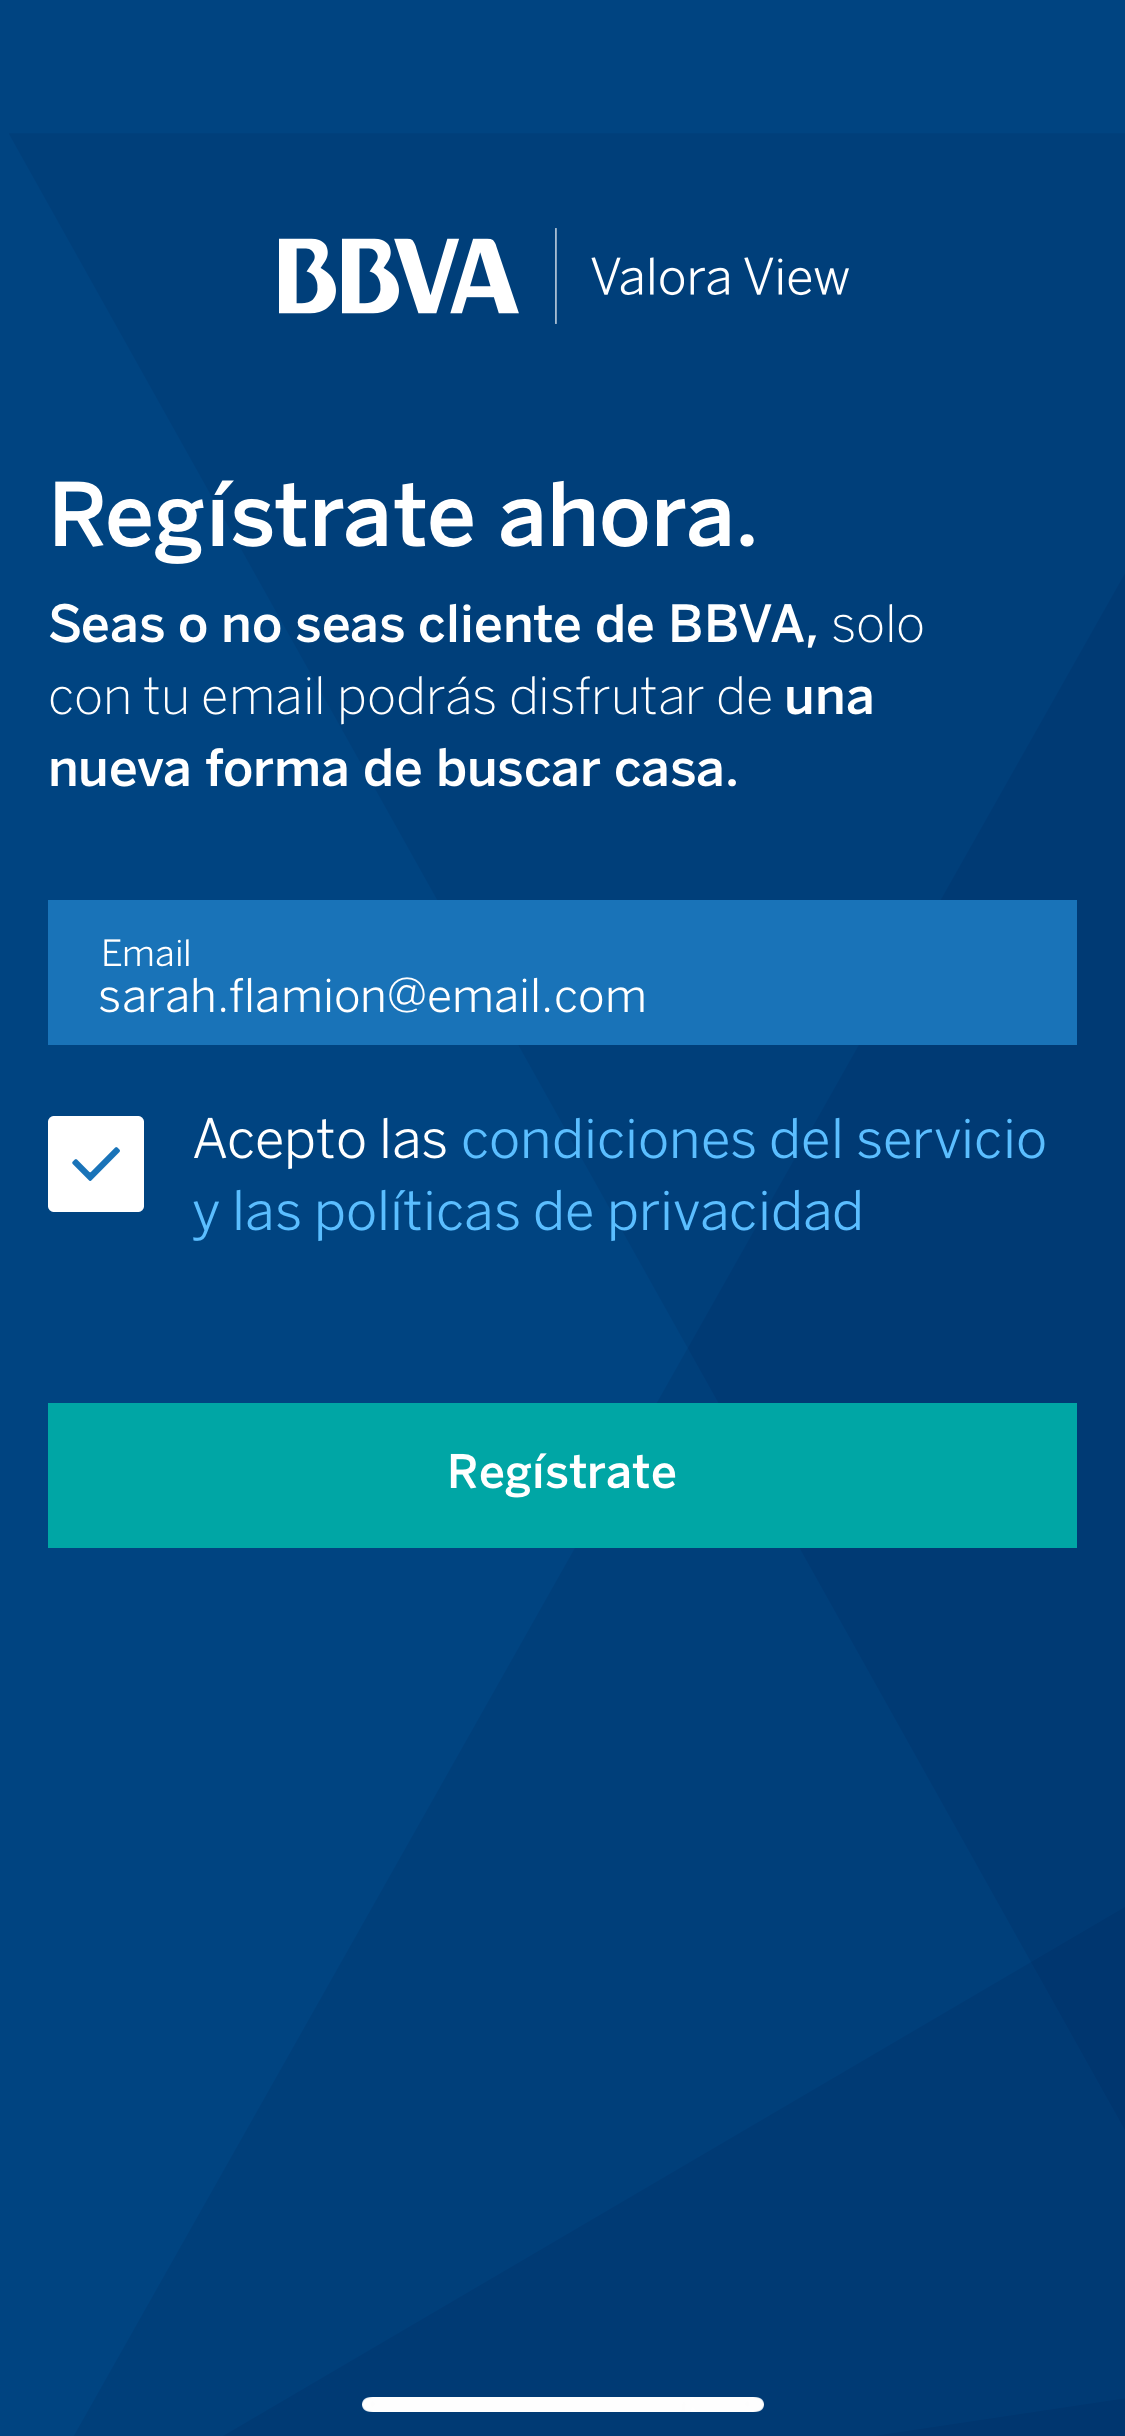 BBVA | Valora View
Regístrate ahora.
Seas o no seas cliente de BBVA, solo
con tu email podrás disfrutar de una
nueva forma de buscar casa.
Email
sarah.flamion@email.com
Acepto las condiciones del servicio
y las políticas de privacidad
Regístrate